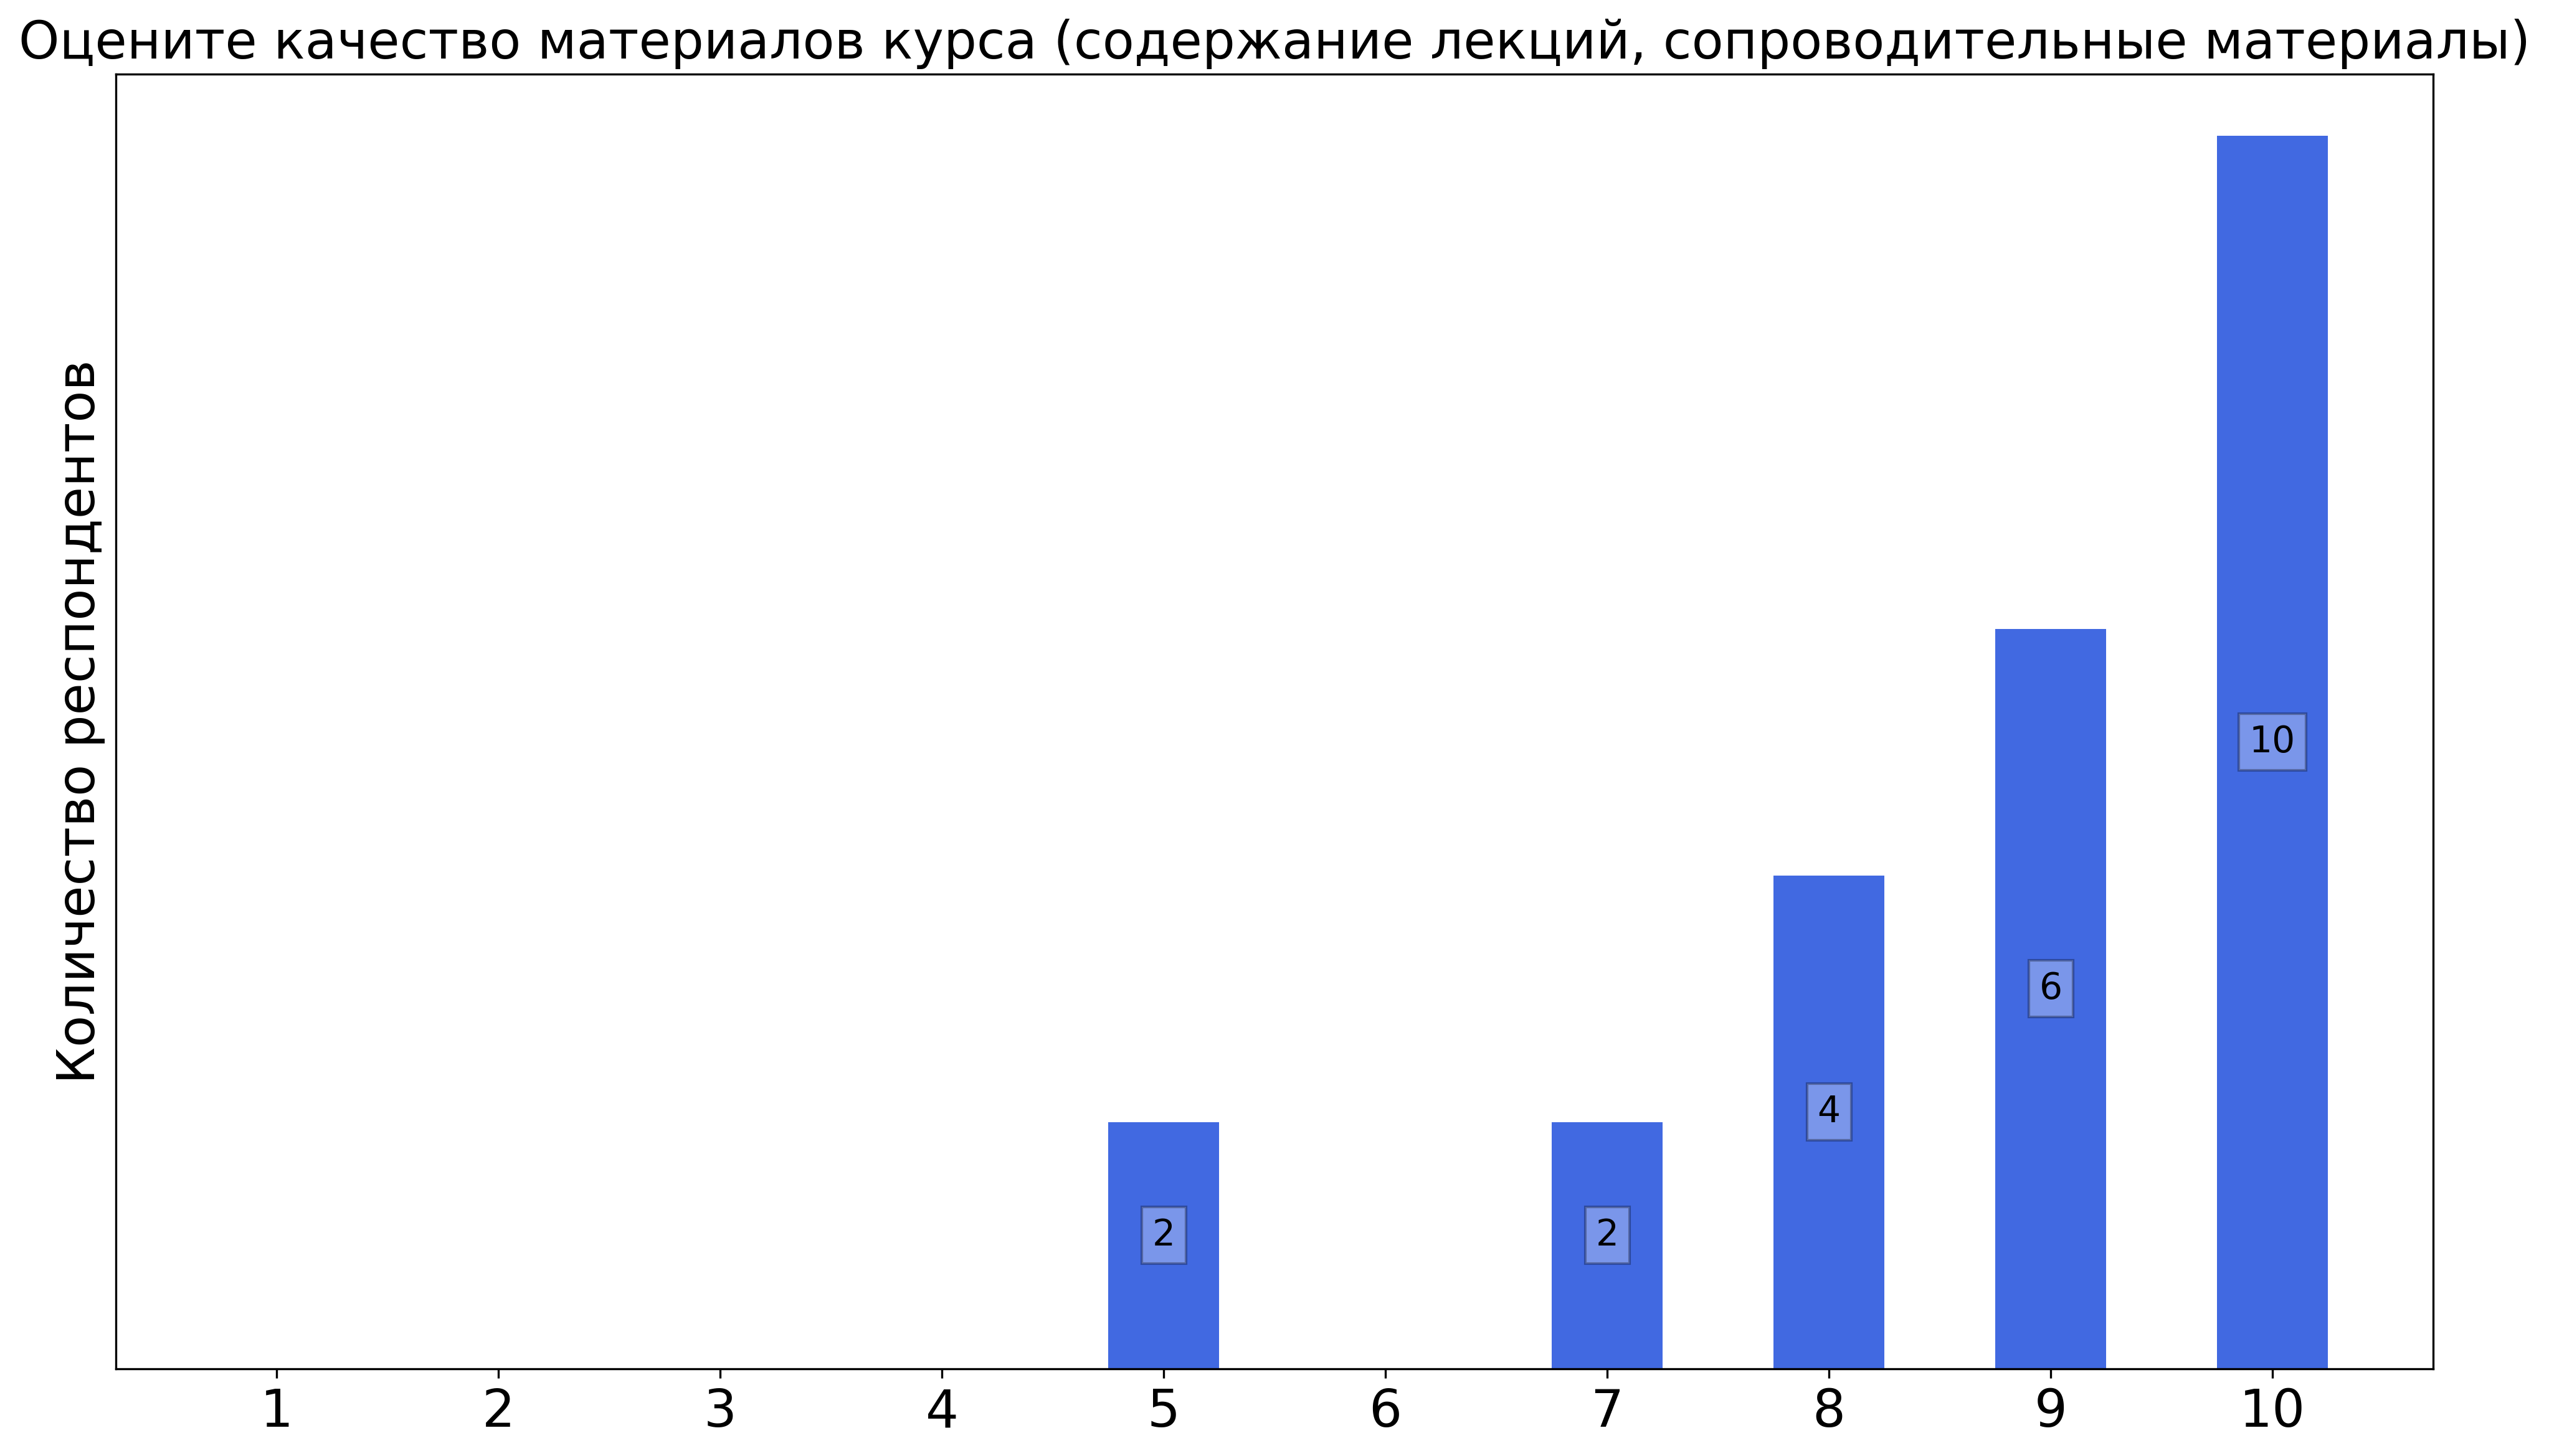 Оцените качество материалов курса (содержание лекций, сопроводительные материалы)
Количество респондентов
10
6
4
2
2
1 2 3 4 5 6 7 8 9 10